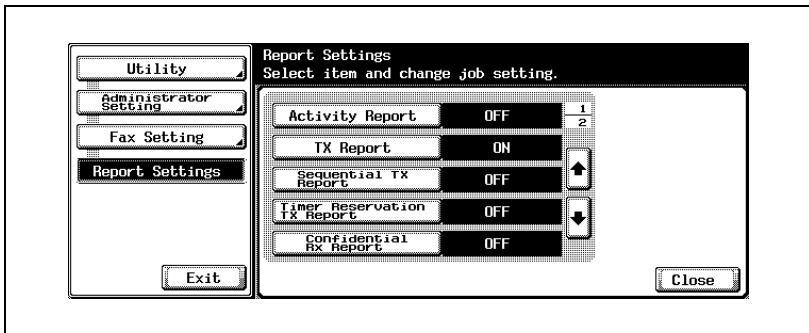 Utility
Administrator
Setting
Fax Setting
Report Settings
Exit
Report Settings
Select item and change job setting.
Activity Report OFF
TX Report ON
Sequential TX
Report OFF
Timer Reservation
TX Report OFF
Confidential
Rx Report OFF
1
2
Close